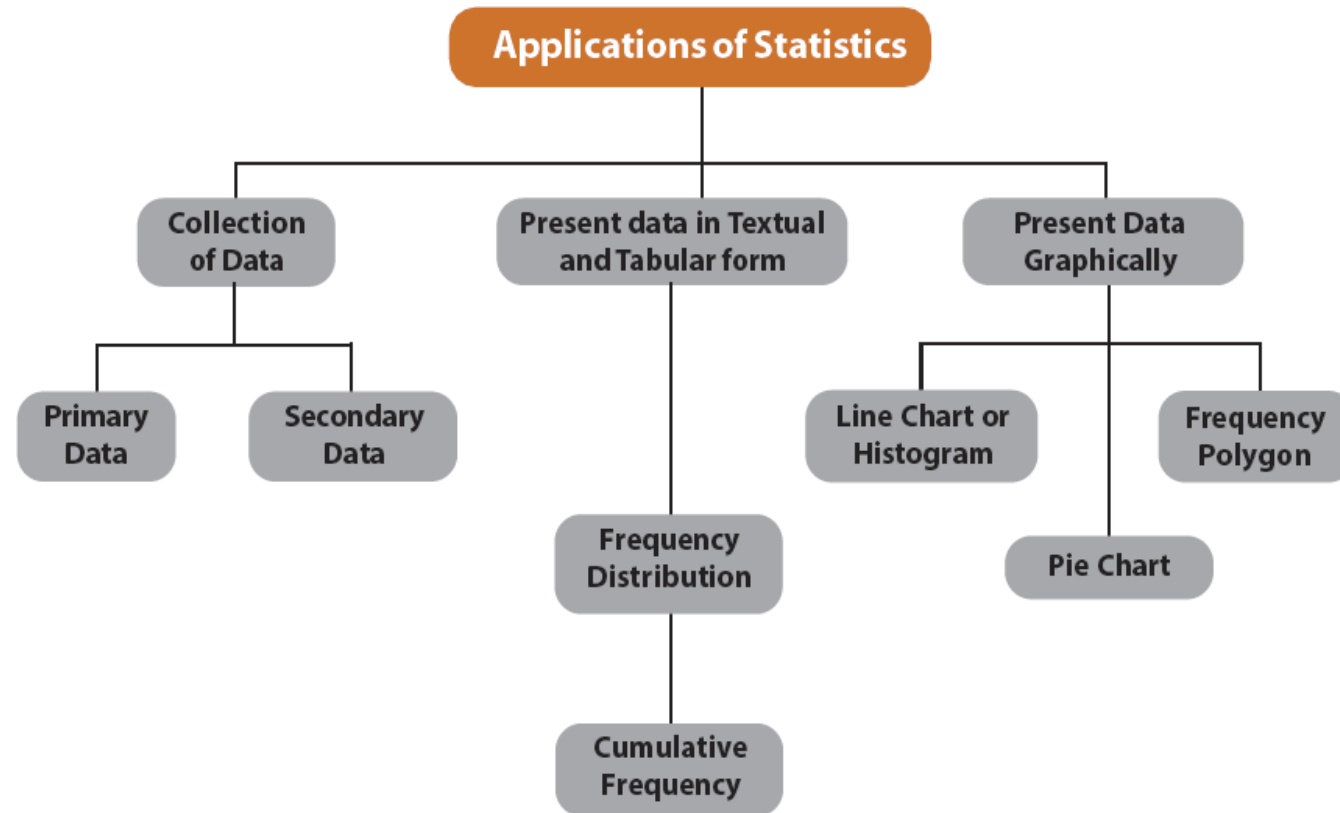 Applications of Statistics
Collection
of Data
Present data in Textual
and Tabular form
Present Data
Graphically
Primary
Data
Secondary
Data
Line Chart or
Histogram
Frequency
Polygon
Frequency
Distribution
Pie Chart
Cumulative
Frequency